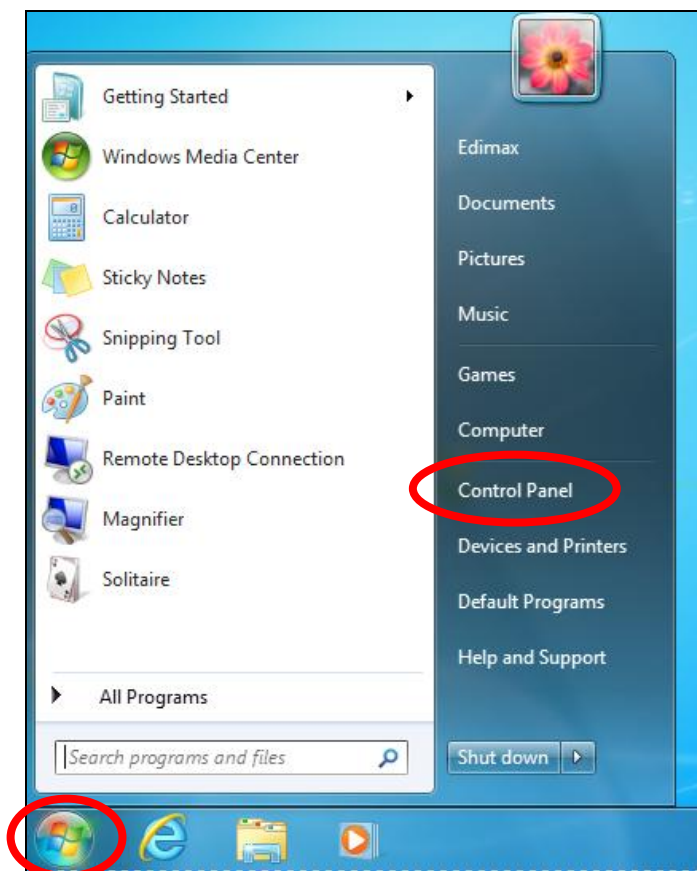 Getting Started
Windows Media Center
Calculator
Sticky Notes
Snipping Tool
Paint
Remote Desktop Connection
Magnifier
Solitaire
All Programs
Search programs and files
Edimax
Documents
Pictures
Music
Games
Computer
Control Panel
Devices and Printers
Default Programs
Help and Support
Shut down